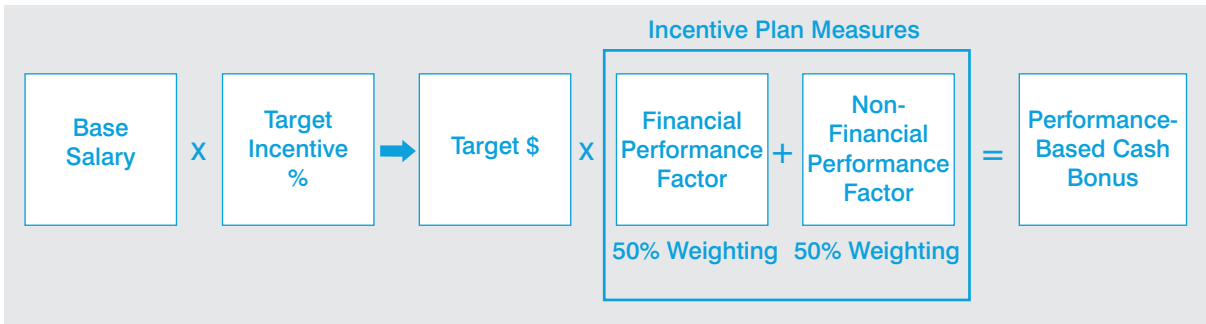 Incentive Plan Measures
Base
Salary
x
Target
Incentive
%
Target $
x
Financial
Performance
Factor
+
Non-
Financial
Performance
Factor
=
Performance-
Based Cash
Bonus
50% Weighting
50% Weighting